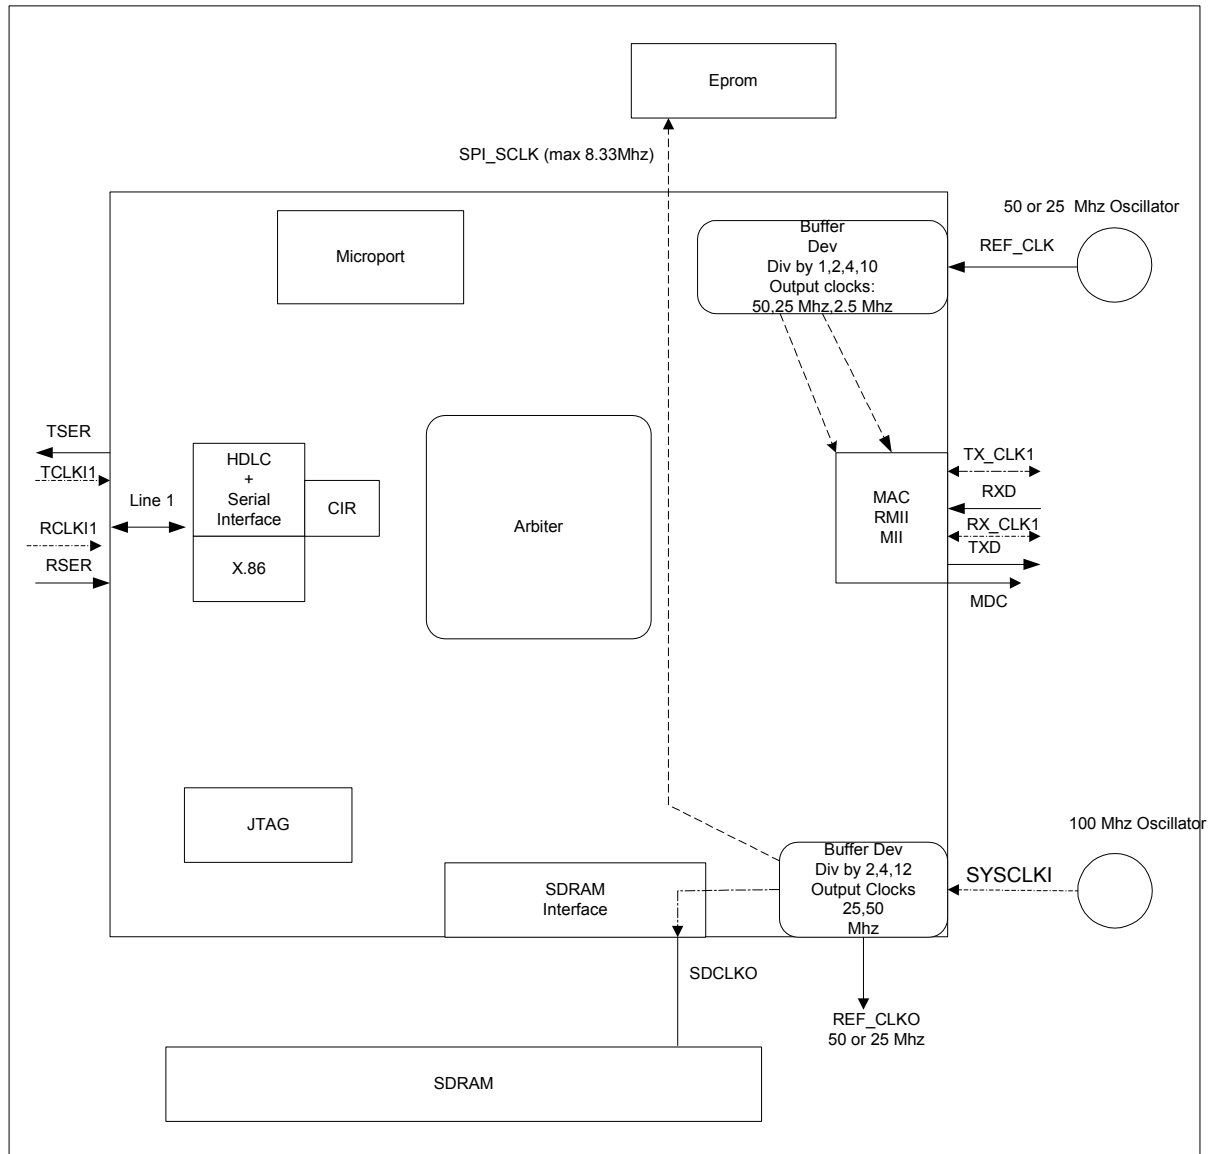 Eprom
SPI_SCLK (max 8.33Mhz)
50 or 25 Mhz Oscillator
REF_CLK
Buffer
Dev
Div by 1,2,4,10
Output clocks:
50,25 Mhz,2.5 Mhz
Microport
TSER
TCLKI1
Line 1
RCLKI1
RSER
HDLC
+
Serial
Interface
CIR
X.86
Arbiter
MAC
RMII
MII
TX_CLK1
RXD
RX_CLK1
TXD
MDC
JTAG
SDRAM
Interface
Buffer Dev
Div by 2,4,12
Output Clocks
25,50
Mhz
100 Mhz Oscillator
SYSCLKI
SDCLKO
REF_CLKO
50 or 25 Mhz
SDRAM